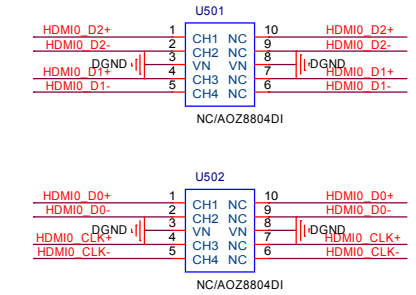 U501
HDMI0_D2+ 1 CH1 NC 10 HDMI0_D2+
HDMI0_D2- 2 CH2 NC 9 HDMI0_D2-
DGND 3 VN VN 8 DGND
HDMI0_D1+ 4 CH3 NC 7 HDMI0_D1+
HDMI0_D1- 5 CH4 NC 6 HDMI0_D1-
NC/AOZ8804DI
U502
HDMI0_D0+ 1 CH1 NC 10 HDMI0_D0+
HDMI0_D0- 2 CH2 NC 9 HDMI0_D0-
DGND 3 VN VN 8 DGND
HDMI0_CLK+ 4 CH3 NC 7 HDMI0_CLK+
HDMI0_CLK- 5 CH4 NC 6 HDMI0_CLK-
NC/AOZ8804DI